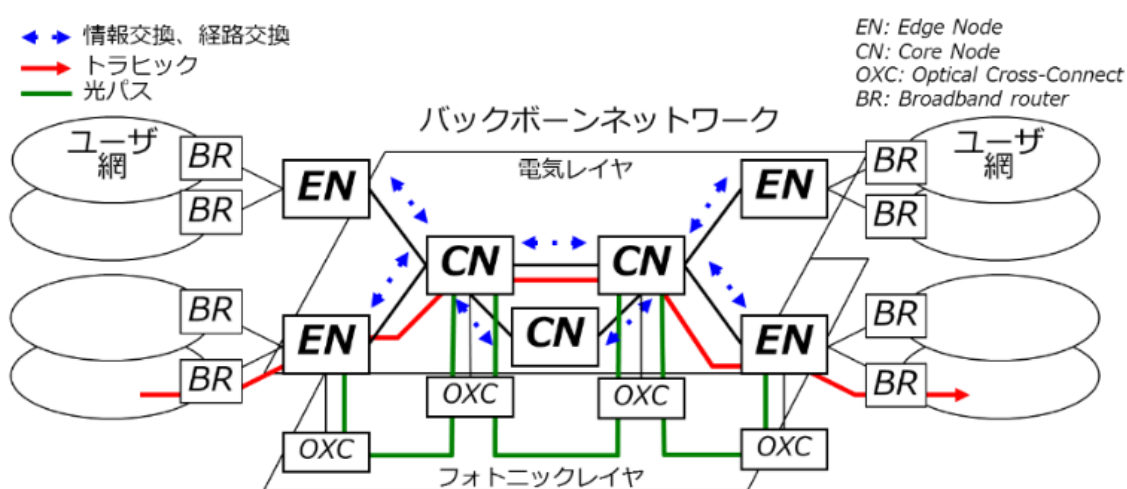 情報交換、経路交換
トラヒック
光パス
EN: Edge Node
CN: Core Node
OXC: Optical Cross-Connect
BR: Broadband router
バックボーンネットワーク
電気レイヤ
ユーザ
網
BR
BR
EN
EN
BR
BR
ユーザ
網
CN
CN
CN
BR
BR
EN
EN
BR
BR
OXC
OXC
OXC
OXC
フォトニックレイヤ